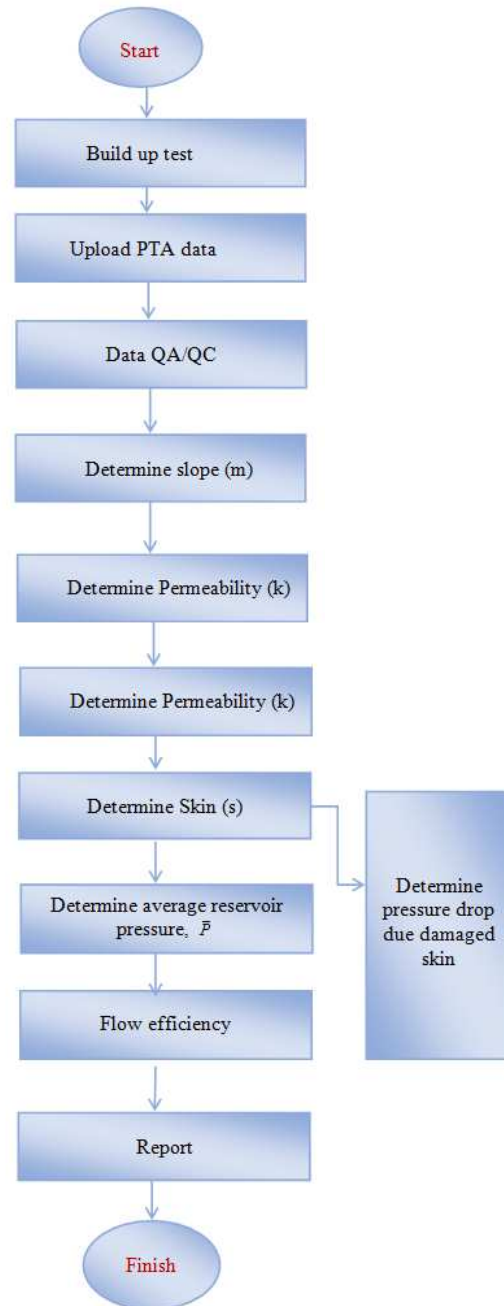 Start
Build up test
Upload PTA data
Data QA/QC
Determine slope (m)
Determine Permeability (k)
Determine Permeability (k)
Determine Skin (s)
Determine
pressure drop
due damaged
skin
Determine average reservoir
pressure, P̄
Flow efficiency
Report
Finish